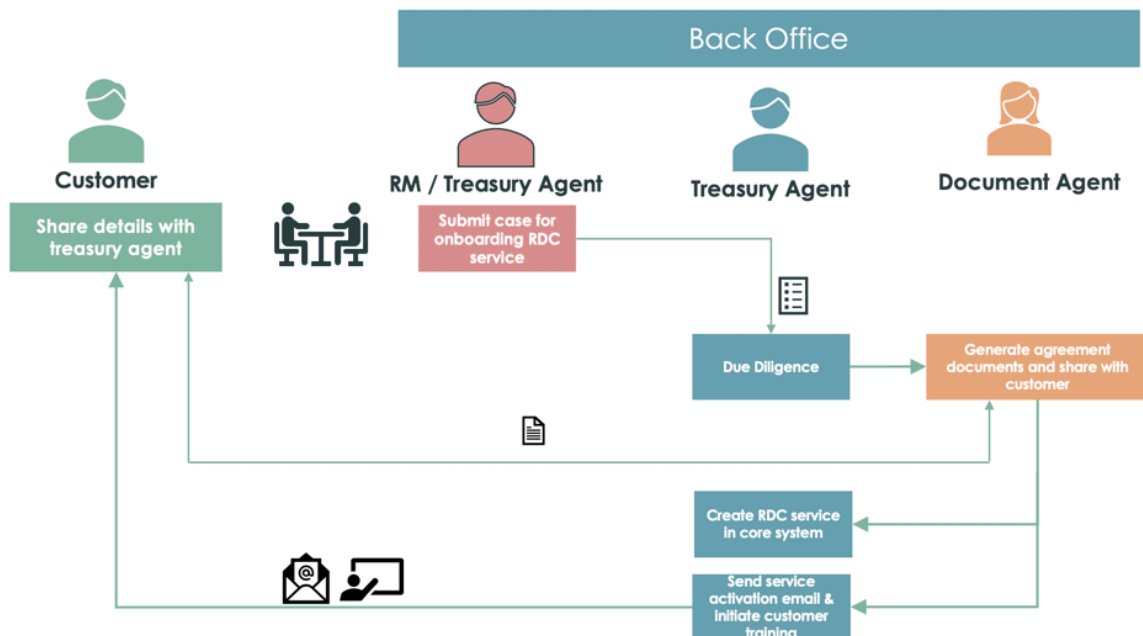 Back Office
Customer
RM / Treasury Agent
Treasury Agent
Document Agent
Share details with
treasury agent
Submit case for
onboarding RDC
service
Due Diligence
Generate agreement
documents and share with
customer
Create RDC service
in core system
@
Send service
activation email &
initiate customer
training